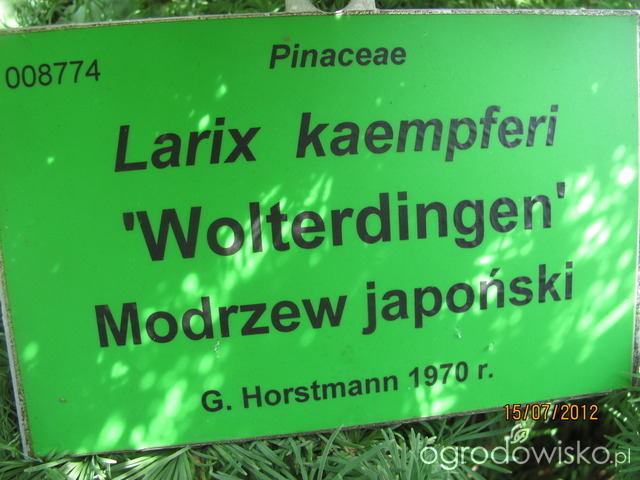 Pinaceae
008774
Larix kaempferi
'Wolterdingen'
Modrzew japoński
G. Horstmann 1970 r.
15/07/2012
ogrodowisko.pl